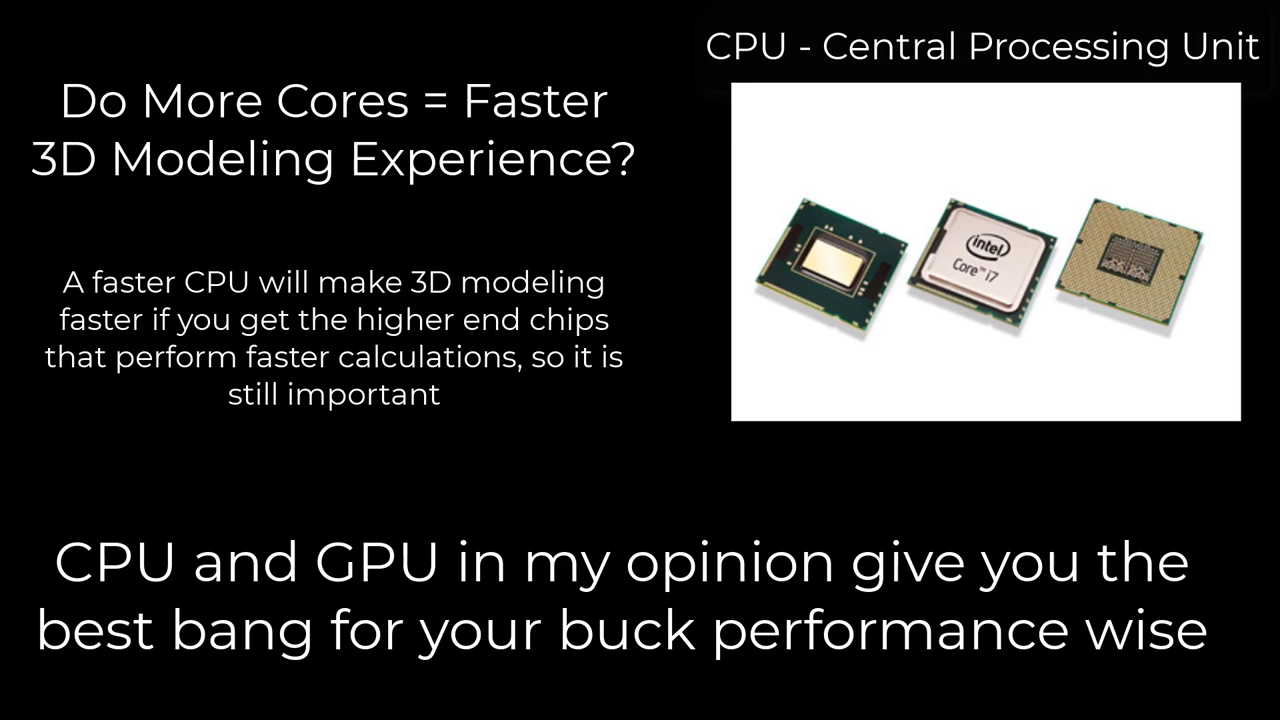 CPU - Central Processing Unit
Do More Cores = Faster
3D Modeling Experience?
intel
Core™ i7
A faster CPU will make 3D modeling
faster if you get the higher end chips
that perform faster calculations, so it is
still important
CPU and GPU in my opinion give you the
best bang for your buck performance wise